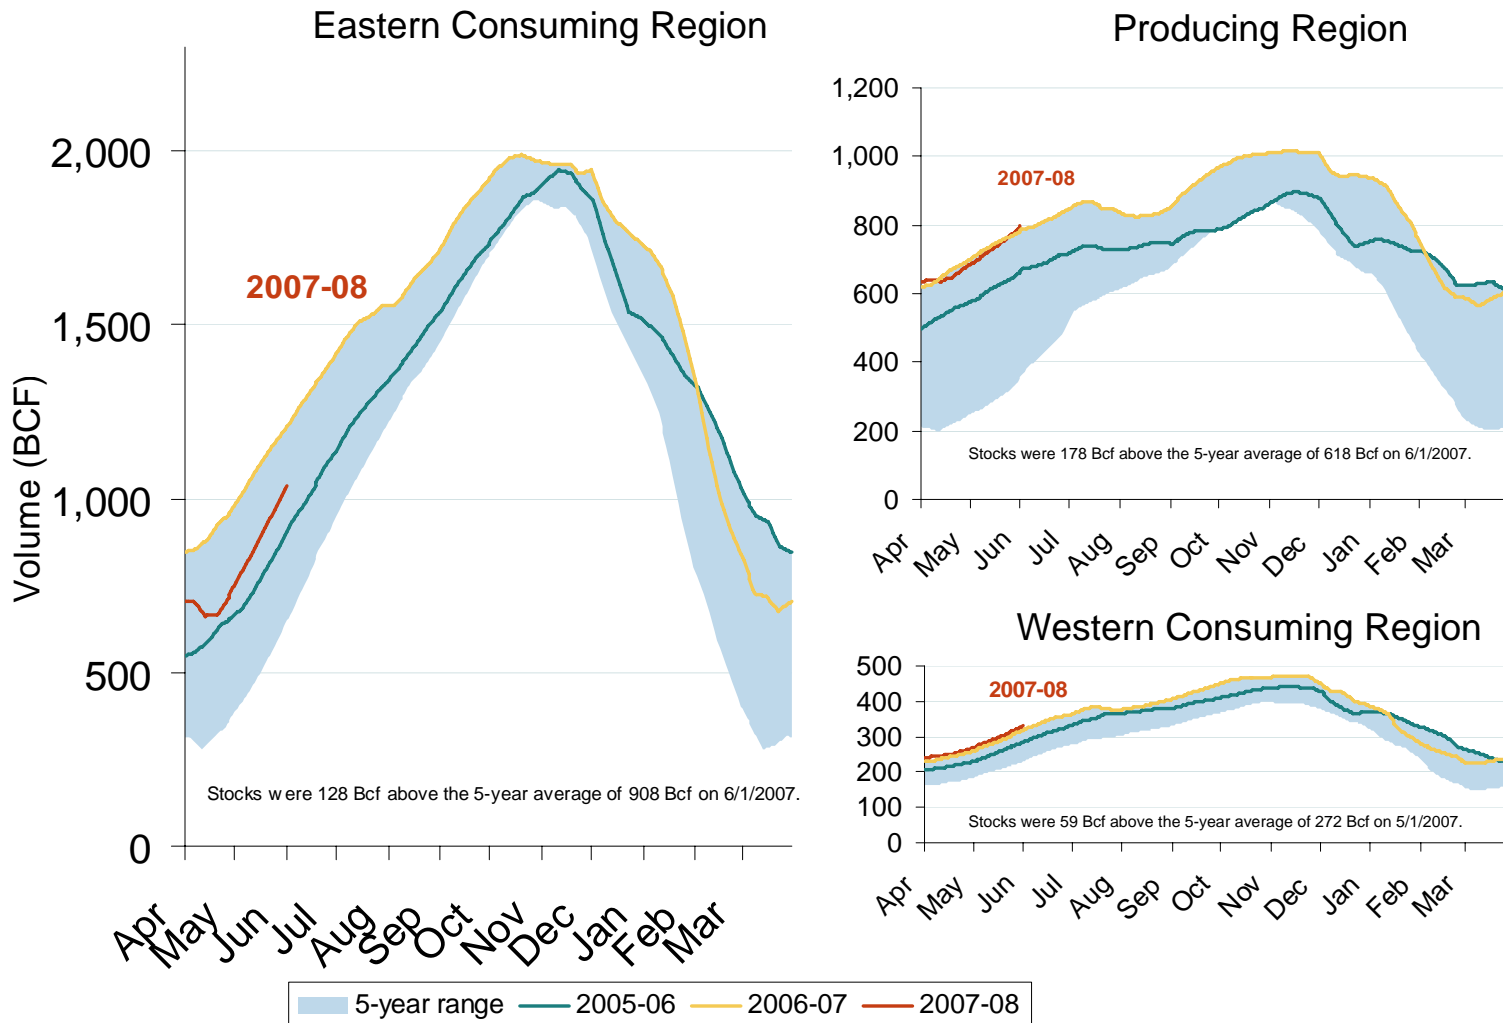 Eastern Consuming Region
Volume (BCF)
2,000
1,500
1,000
500
0
2007-08
Stocks were 128 Bcf above the 5-year average of 908 Bcf on 6/1/2007.
Apr
May
Jun
Jul
Aug
Sep
Oct
Nov
Dec
Jan
Feb
Mar
Producing Region
1,200
1,000
800
600
400
200
0
2007-08
Stocks were 178 Bcf above the 5-year average of 618 Bcf on 6/1/2007.
Apr
May
Jun
Jul
Aug
Sep
Oct
Nov
Dec
Jan
Feb
Mar
Western Consuming Region
500
400
300
200
100
0
2007-08
Stocks were 59 Bcf above the 5-year average of 272 Bcf on 5/1/2007.
Apr
May
Jun
Jul
Aug
Sep
Oct
Nov
Dec
Jan
Feb
Mar
5-year range
2005-06
2006-07
2007-08